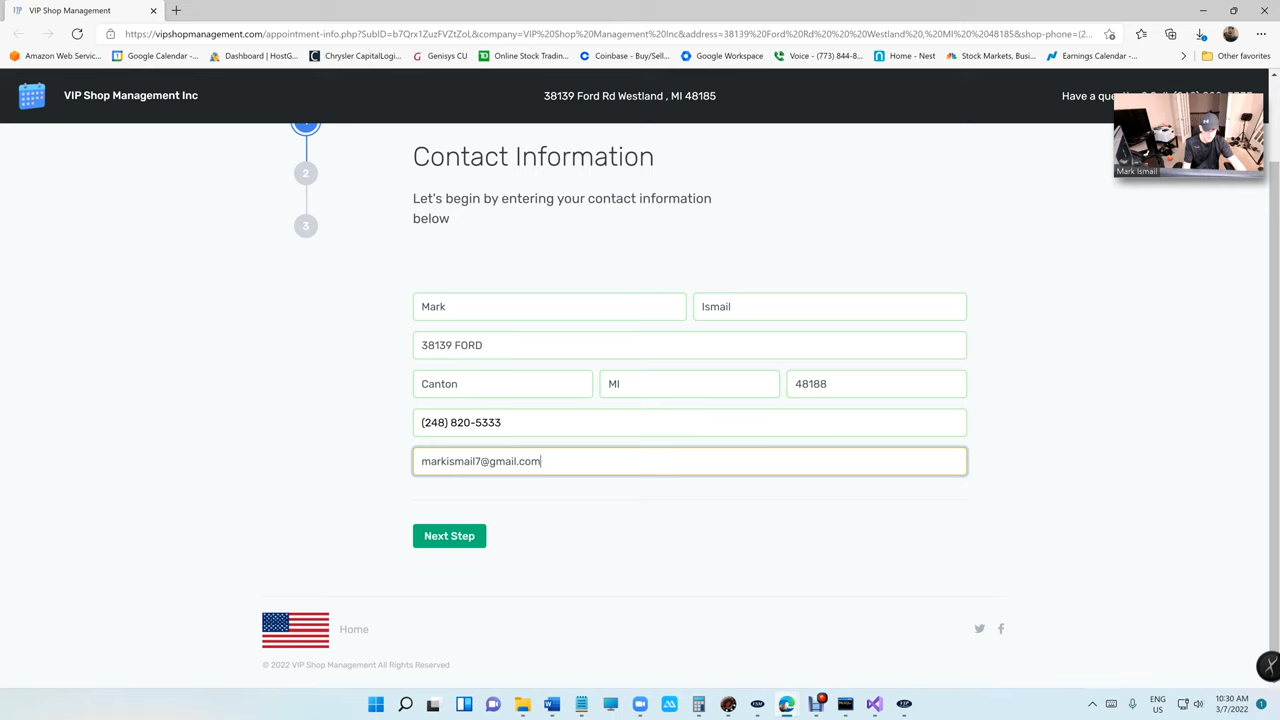 VIP Shop Management
https://vipshopmanagement.com/appointment-info.php?SubID=b7Qrx1ZuzFVZtZoL&company=VIP%20Shop%20Management%20Inc&address=38139%20Ford%20Rd%20%20%20Westland%20,%20MI%2048185&shop-phone=(2...
Amazon Web Servic... Google Calendar -... Dashboard | HostG... Chrysler CapitalLogi... Genisys CU Online Stock Tradin... Coinbase - Buy/Sell... Google Workspace Voice - (773) 844-8... Home - Nest Stock Markets, Busi... Earnings Calendar -... Other favorites
VIP Shop Management Inc 38139 Ford Rd Westland , MI 48185 Have a
Mark Ismail
Contact Information
2
Let's begin by entering your contact information
below
3
Mark Ismail
38139 FORD
Canton MI 48188
(248) 820-5333
markismail7@gmail.com
Next Step
Home
© 2022 VIP Shop Management All Rights Reserved
ENG
US
10:30 AM
3/7/2022